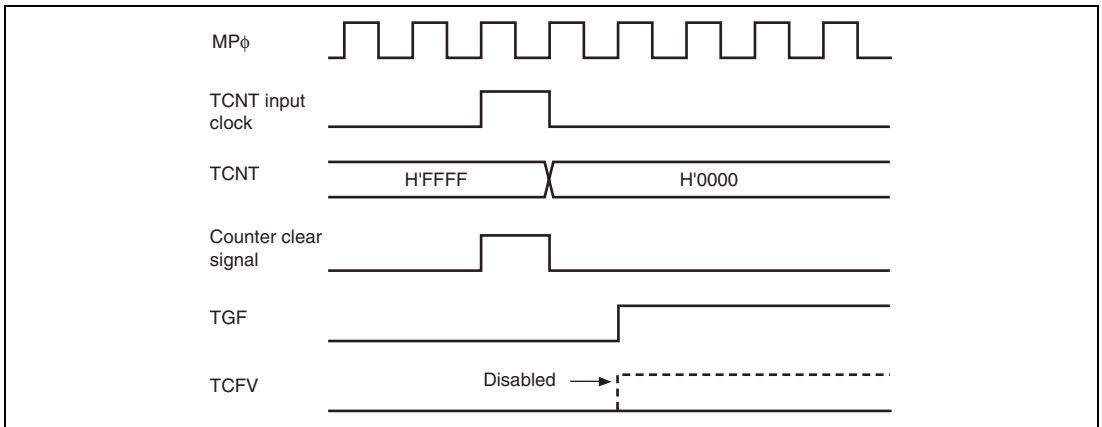 MPϕ
TCNT input
clock
TCNT
H'FFFF
H'0000
Counter clear
signal
TGF
TCFV
Disabled